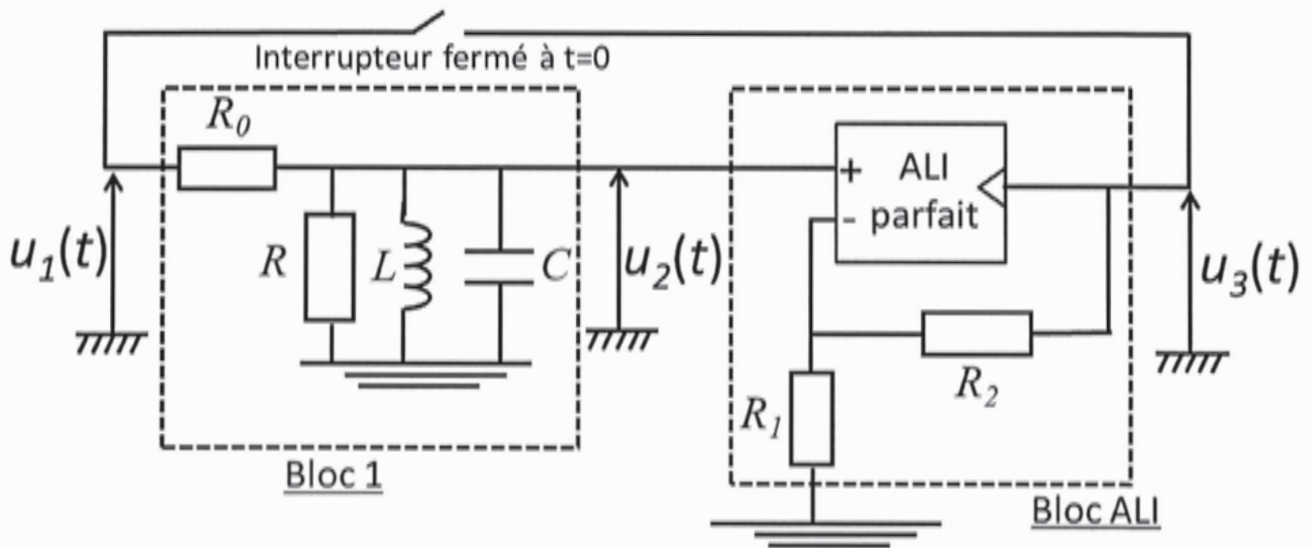 Interrupteur fermé à t=0
R0
ALI
parfait
+
-
u1(t)
R
L
C
u2(t)
u3(t)
R2
R1
Bloc 1
Bloc ALI